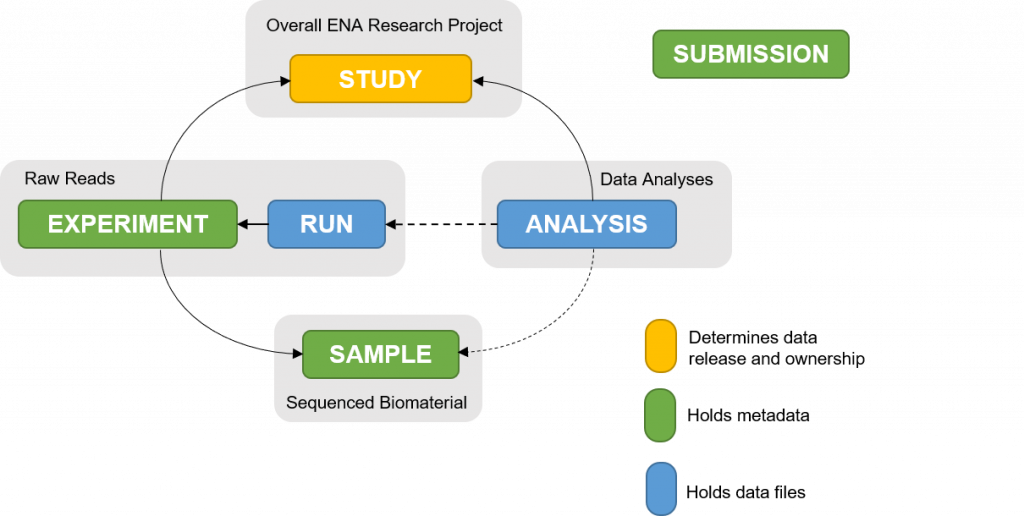 Overall ENA Research Project
STUDY
SUBMISSION
Raw Reads
EXPERIMENT
RUN
Data Analyses
ANALYSIS
SAMPLE
Sequenced Biomaterial
Determines data
release and ownership
Holds metadata
Holds data files